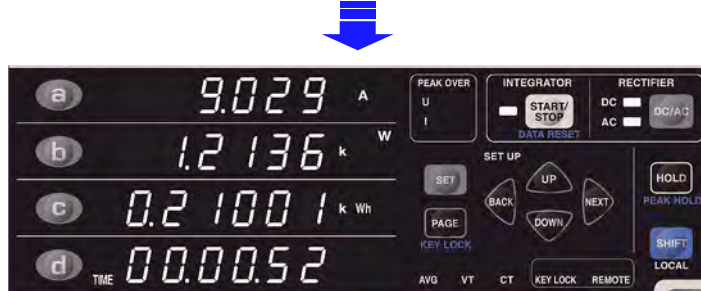 a 9.029 A
b 1.2136 k W
c 0.21001 k Wh
d TIME 00.00.52
PEAK OVER
U
I
INTEGRATOR
START/
STOP
DATA RESET
RECTIFIER
DC
AC
DC/AC
SET UP
SET
UP
BACK
NEXT
DOWN
PAGE
KEY LOCK
HOLD
PEAK HOLD
SHIFT
LOCAL
AVG VT CT KEY LOCK REMOTE